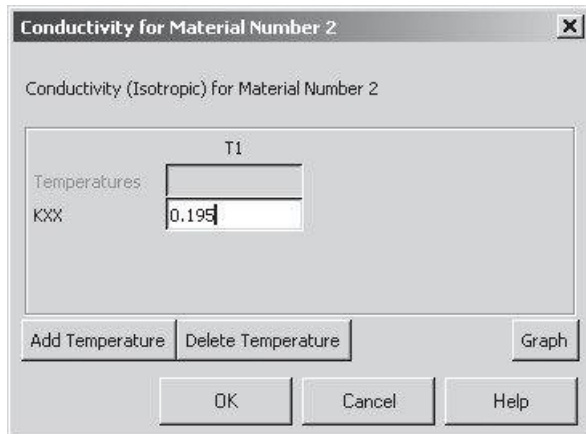 Conductivity for Material Number 2
Conductivity (Isotropic) for Material Number 2
T1
Temperatures
KXX 0.195
Add Temperature Delete Temperature Graph
OK Cancel Help